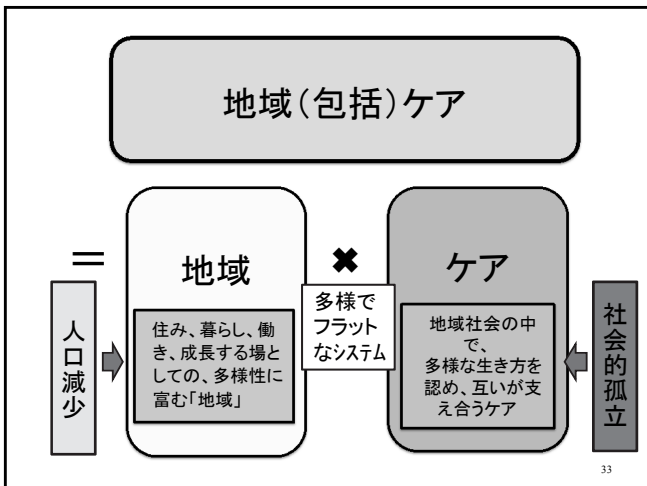 地域（包括）ケア
＝
地域
住み、暮らし、働
き、成長する場と
しての、多様性に
富む「地域」
✖
多様で
フラット
なシステム
ケア
地域社会の中
で、
多様な生き方を
認め、互いが支
え合うケア
人口減少
社会的孤立
33